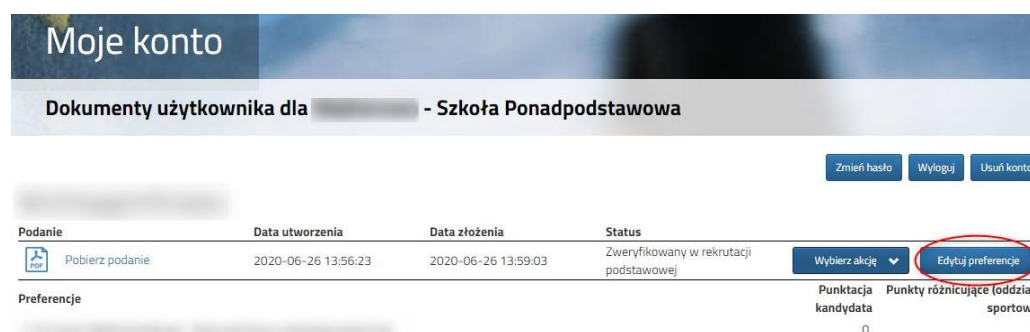 Moje konto
Dokumenty użytkownika dla - Szkoła Ponadpodstawowa
Zmień hasło Wyloguj Usuń konto
Podanie Data utworzenia Data złożenia Status
PDF Pobierz podanie 2020-06-26 13:56:23 2020-06-26 13:59:03 Zweryfikowany w rekrutacji
podstawowej
Wybierz akcję Edytuj preferencje
Preferencje
Punktacja
kandydata
Punkty różnicujące (oddzia
sportow
0